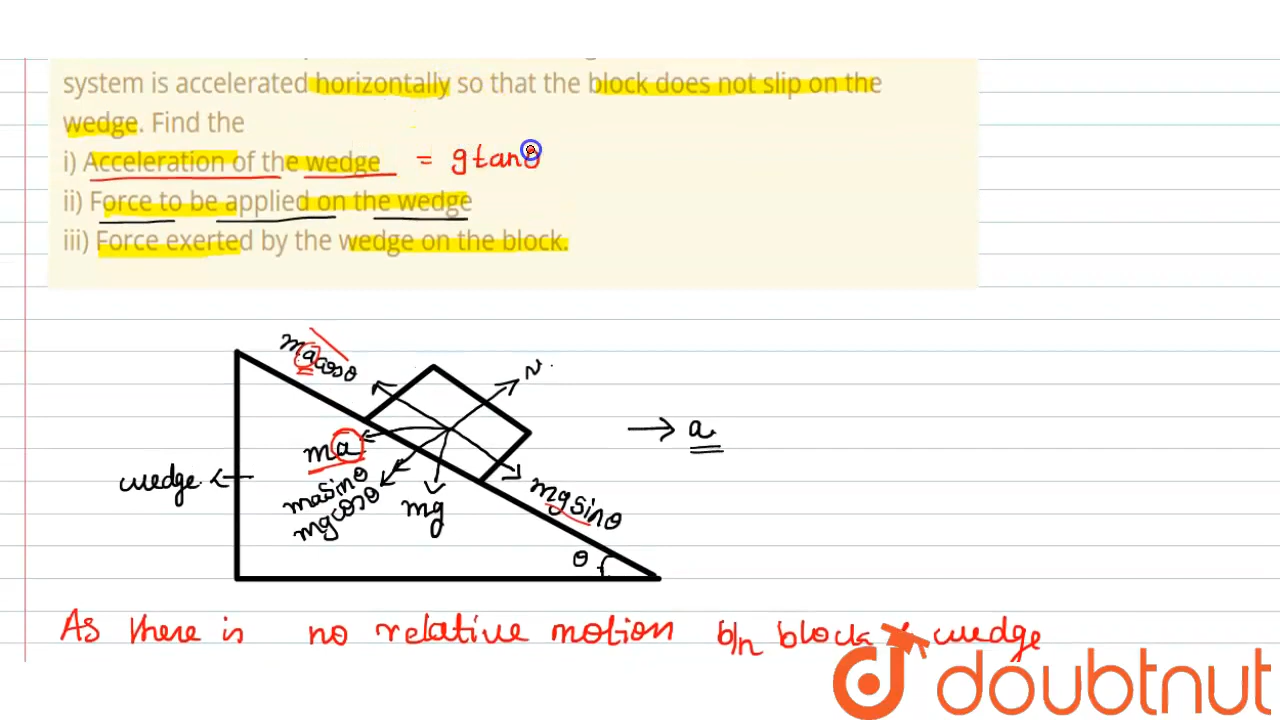 system is accelerated horizontally so that the block does not slip on the
wedge. Find the
i) Acceleration of the wedge = g tanθ
ii) Force to be applied on the wedge
iii) Force exerted by the wedge on the block.
macosθ
N
a
ma
wedge
masinθ
mgcosθ
mg
mgsinθ
θ
As there is no relative motion b/n block & wedge
doubtnut